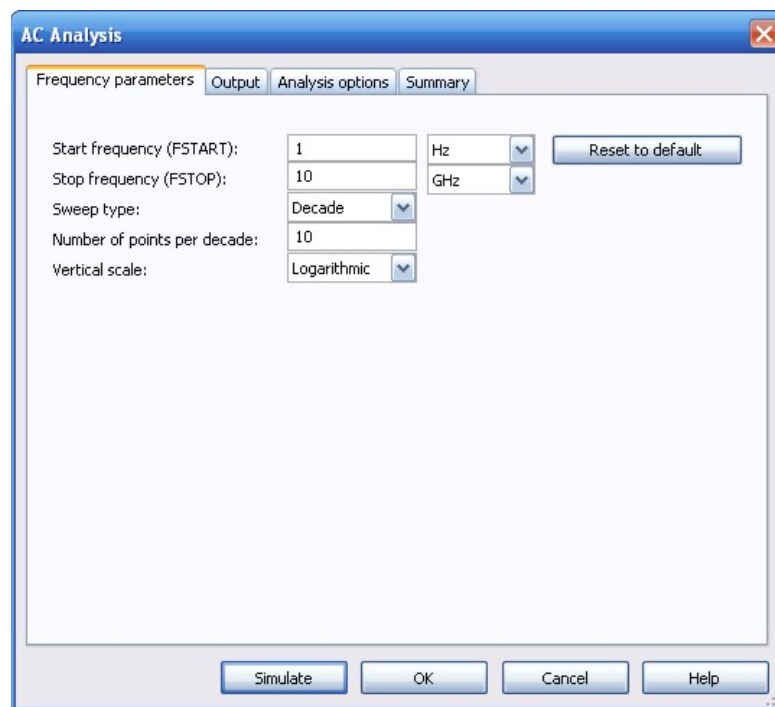 AC Analysis
Frequency parameters Output Analysis options Summary
Start frequency (FSTART): 1 Hz Reset to default
Stop frequency (FSTOP): 10 GHz
Sweep type: Decade
Number of points per decade: 10
Vertical scale: Logarithmic
Simulate OK Cancel Help